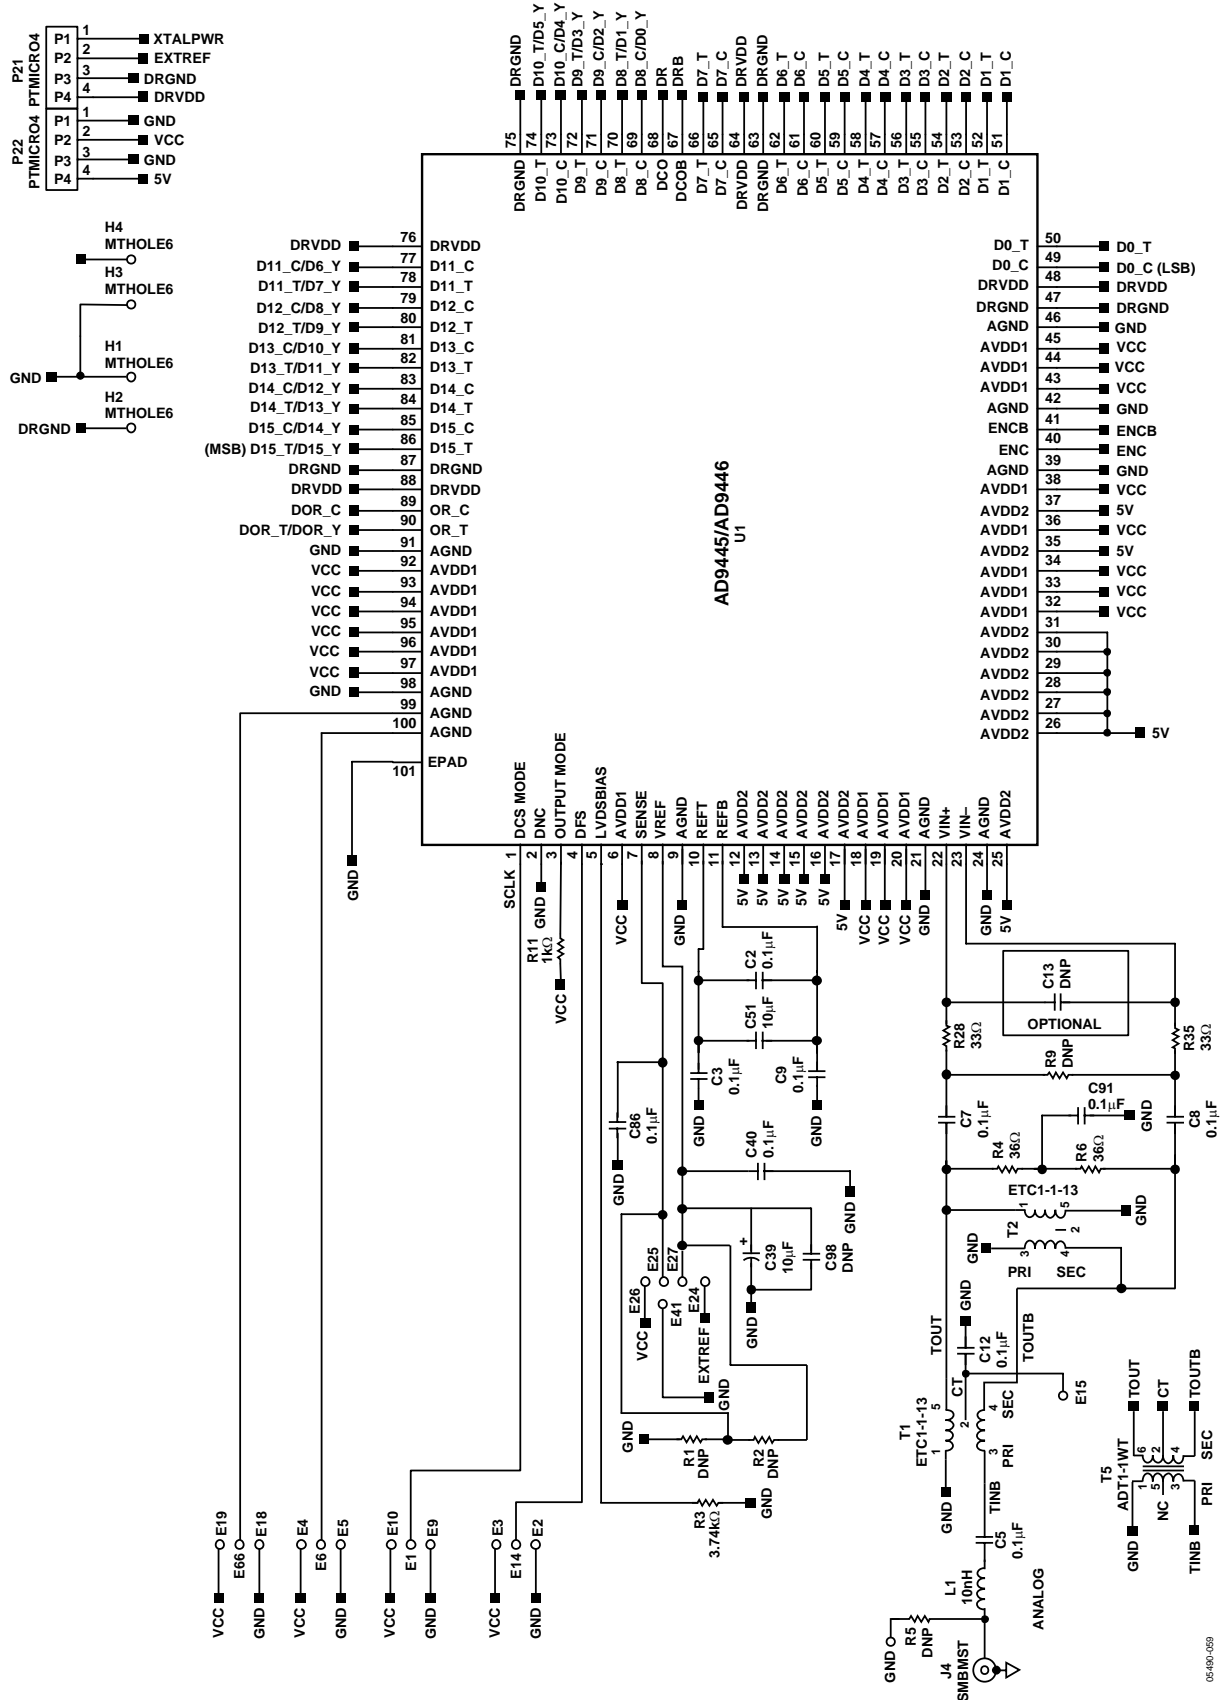 P21
PTMICRO4
P1 1 XTALPWR
P2 2 EXTREF
P3 3 DRGND
P4 4 DRVDD
P22
PTMICRO4
P1 1 GND
P2 2 VCC
P3 3 GND
P4 4 5V
H4
MTHOLE6
H3
MTHOLE6
H1
MTHOLE6
GND
H2
MTHOLE6
DRGND
DRGND 75 DRGND
D10_T/D5_Y 74 D10_T
D10_C/D4_Y 73 D10_C
D9_T/D3_Y 72 D9_T
D9_C/D2_Y 71 D9_C
D8_T/D1_Y 70 D8_T
D8_C/D0_Y 69 D8_C
DR 68 DCO
DRB 67 DCOB
D7_T 66 D7_T
D7_C 65 D7_C
DRVDD 64 DRVDD
DRGND 63 DRGND
D6_T 62 D6_T
D6_C 61 D6_C
D5_T 60 D5_T
D5_C 59 D5_C
D4_T 58 D4_T
D4_C 57 D4_C
D3_T 56 D3_T
D3_C 55 D3_C
D2_T 54 D2_T
D2_C 53 D2_C
D1_T 52 D1_T
D1_C 51 D1_C
DRVDD 76 DRVDD
D11_C/D6_Y 77 D11_C
D11_T/D7_Y 78 D11_T
D12_C/D8_Y 79 D12_C
D12_T/D9_Y 80 D12_T
D13_C/D10_Y 81 D13_C
D13_T/D11_Y 82 D13_T
D14_C/D12_Y 83 D14_C
D14_T/D13_Y 84 D14_T
D15_C/D14_Y 85 D15_C
(MSB) D15_T/D15_Y 86 D15_T
DRGND 87 DRGND
DRVDD 88 DRVDD
DOR_C 89 OR_C
DOR_T/DOR_Y 90 OR_T
GND 91 AGND
VCC 92 AVDD1
VCC 93 AVDD1
VCC 94 AVDD1
VCC 95 AVDD1
VCC 96 AVDD1
VCC 97 AVDD1
GND 98 AGND
99 AGND
100 AGND
101 EPAD
GND
AD9445/AD9446
U1
D0_T 50 D0_T
D0_C 49 D0_C (LSB)
DRVDD 48 DRVDD
DRGND 47 DRGND
AGND 46 GND
AVDD1 45 VCC
AVDD1 44 VCC
AVDD1 43 VCC
AGND 42 GND
ENCB 41 ENCB
ENC 40 ENC
AGND 39 GND
AVDD1 38 VCC
AVDD2 37 5V
AVDD1 36 VCC
AVDD2 35 5V
AVDD1 34 VCC
AVDD1 33 VCC
AVDD1 32 VCC
AVDD2 31
AVDD2 30
AVDD2 29
AVDD2 28
AVDD2 27
AVDD2 26 5V
DCS MODE 1 SCLK
DNC 2 GND
OUTPUT MODE 3
DFS 4
LVDSBIAS 5
AVDD1 6 VCC
SENSE 7
VREF 8
AGND 9 GND
REFT 10
REFB 11
AVDD2 12 5V
AVDD2 13 5V
AVDD2 14 5V
AVDD2 15 5V
AVDD2 16 5V
AVDD2 17 5V
AVDD1 18 VCC
AVDD1 19 VCC
AVDD1 20 VCC
AGND 21 GND
VIN+ 22
VIN– 23
AGND 24 GND
AVDD2 25 5V
R11
1kΩ
VCC
C2
0.1µF
C51
10µF
C3
0.1µF
GND
C9
0.1µF
GND
C86
0.1µF
GND
C40
0.1µF
GND
C39
10µF
+
C98
DNP
GND
E25
E27
E26
VCC
E41
E24
EXTREF
GND
GND
R1
DNP
R2
DNP
R3
3.74kΩ
GND
C13
DNP
OPTIONAL
R28
33Ω
R35
33Ω
R9
DNP
C91
0.1µF
GND
C7
0.1µF
C8
0.1µF
R4
36Ω
R6
36Ω
ETC1-1-13
1 5
GND
T2
2
GND
3 4
PRI SEC
TOUT
GND
C12
0.1µF
TOUTB
CT
E15
T1
ETC1-1-13
5
1
2
4
3
SEC
PRI
GND
TINB
C5
0.1µF
L1
10nH
ANALOG
GND
R5
DNP
J4
SMBMST
TOUT
CT
TOUTB
6 2 4
SEC
T5
ADT1-1WT
1 5 3
NC
PRI
GND
TINB
E19
VCC
E66
E18
GND
E4
VCC
E6
E5
GND
E10
VCC
E1
E9
GND
E3
VCC
E14
E2
GND
05490-059